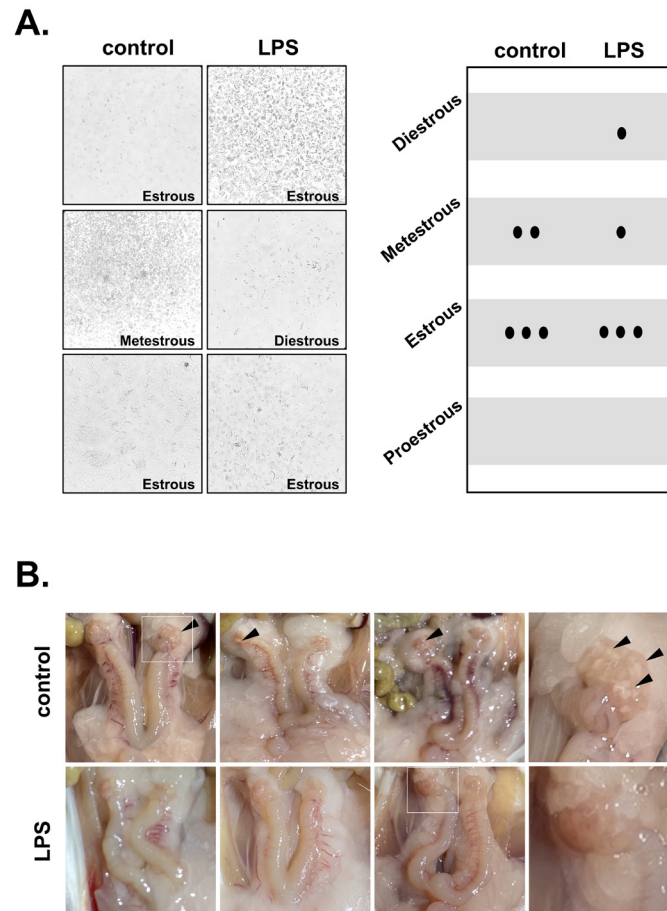 A.
control LPS
Estrous Estrous
Metestrous Diestrous
Estrous Estrous
control LPS
Diestrous
Metestrous
Estrous
Proestrous
B.
control
LPS